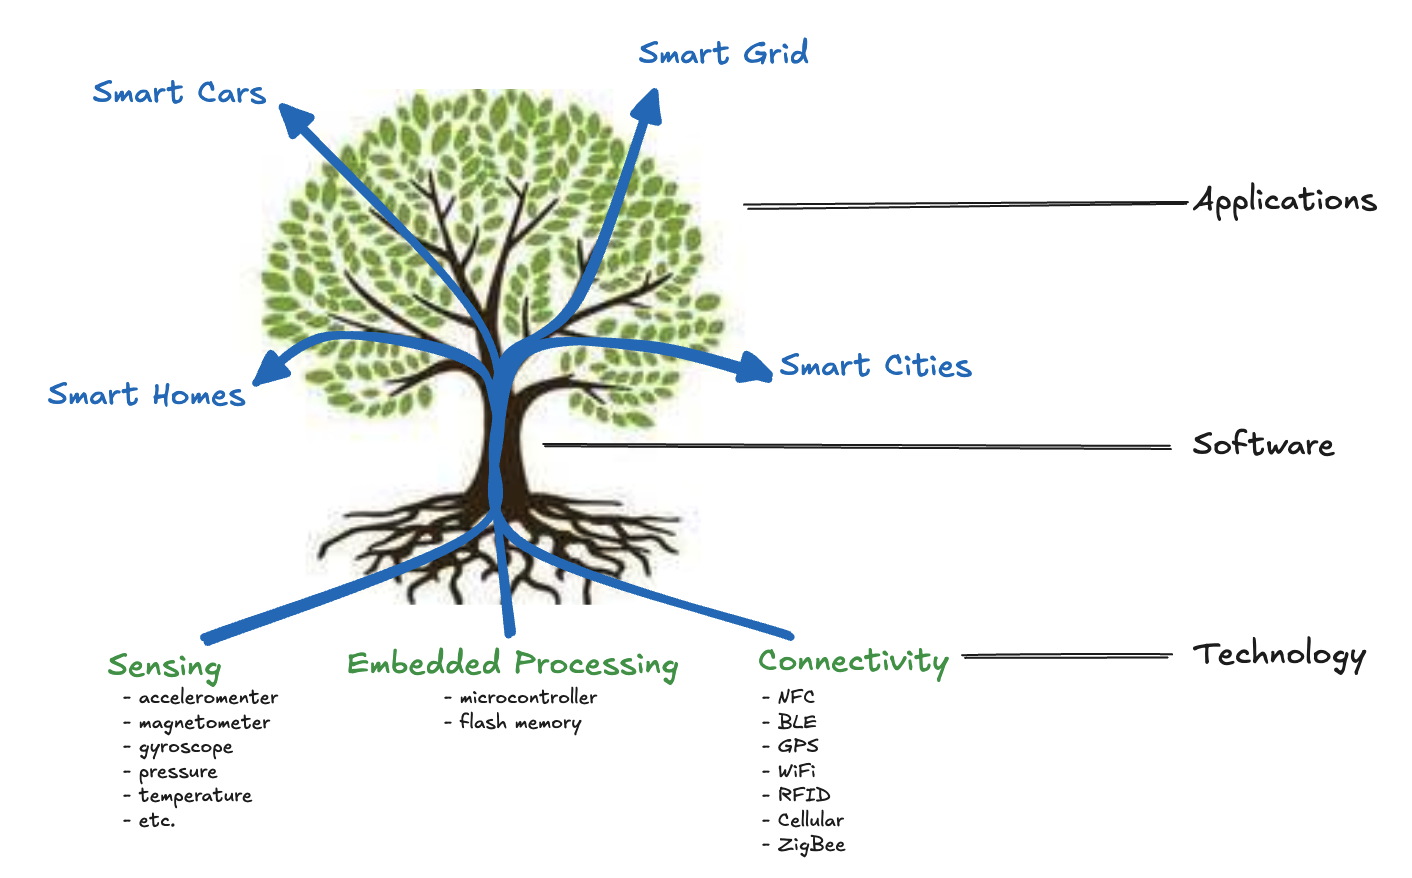 Smart Grid
Smart Cars
Applications
Smart Cities
Smart Homes
Software
Sensing
- acceleromenter
- magnetometer
- gyroscope
- pressure
- temperature
- etc.
Embedded Processing
- microcontroller
- flash memory
Connectivity
- NFC
- BLE
- GPS
- WiFi
- RFID
- Cellular
- ZigBee
Technology